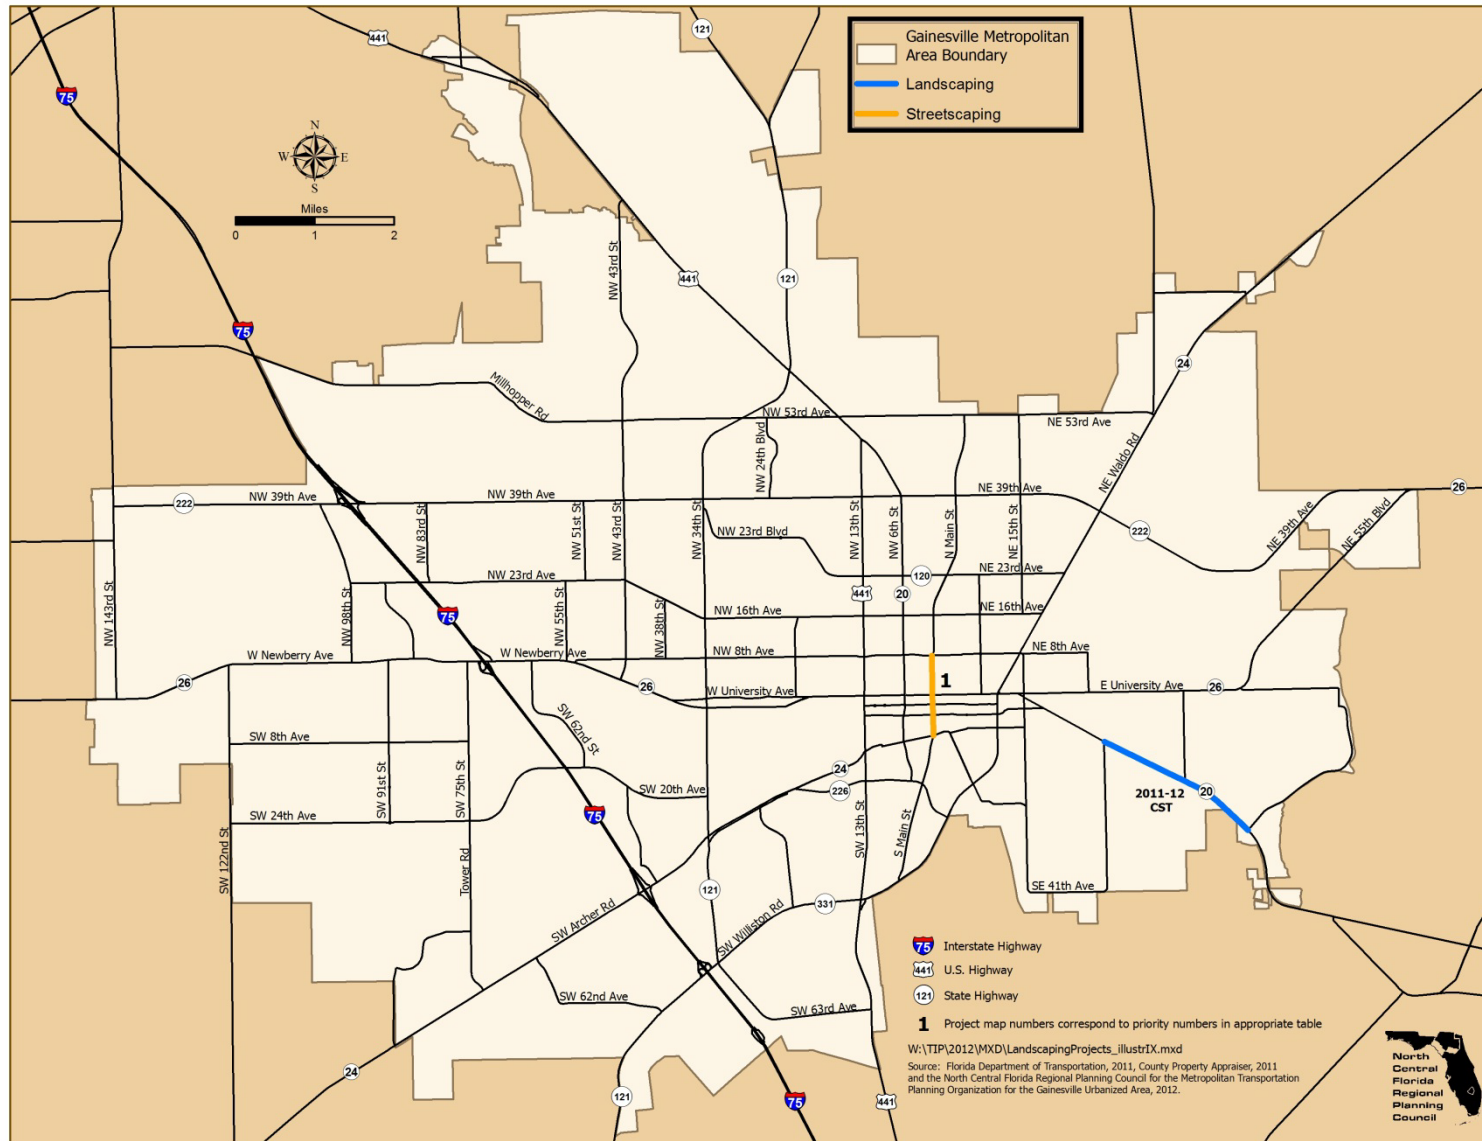 Gainesville Metropolitan
Area Boundary
Landscaping
Streetscaping
441
121
75
N
W
E
S
Miles
0
1
2
NW 43rd St
441
121
75
24
Millhopper Rd
NW 53rd Ave
NE 53rd Ave
NW 24th Blvd
NE Waldo Rd
222
NW 39th Ave
NW 39th Ave
NE 39th Ave
26
NW 83rd St
NW 51st St
NW 43rd St
NW 34th St
NW 23rd Blvd
NW 13th St
NW 6th St
N Main St
NE 15th St
222
NE 39th Ave
NE 55th Blvd
NW 23rd Ave
120
NE 23rd Ave
NW 143rd St
NW 98th St
75
NW 55th St
NW 38th St
441
20
NW 16th Ave
NE 16th Ave
W Newberry Ave
W Newberry Ave
NW 8th Ave
NE 8th Ave
26
26
W University Ave
1
E University Ave
26
SW 8th Ave
SW 62nd St
SW 91st St
SW 75th St
24
226
SW 20th Ave
2011-12
CST
20
SW 24th Ave
75
SW 122nd St
Tower Rd
SW 13th St
S Main St
121
SE 41th Ave
331
SW Archer Rd
SW Williston Rd
SW 62nd Ave
SW 63rd Ave
24
121
75
441
75 Interstate Highway
441 U.S. Highway
121 State Highway
1 Project map numbers correspond to priority numbers in appropriate table
W:\TIP\2012\MXD\LandscapingProjects_illustrIX.mxd
Source: Florida Department of Transportation, 2011, County Property Appraiser, 2011
and the North Central Florida Regional Planning Council for the Metropolitan Transportation
Planning Organization for the Gainesville Urbanized Area, 2012.
North
Central
Florida
Regional
Planning
Council